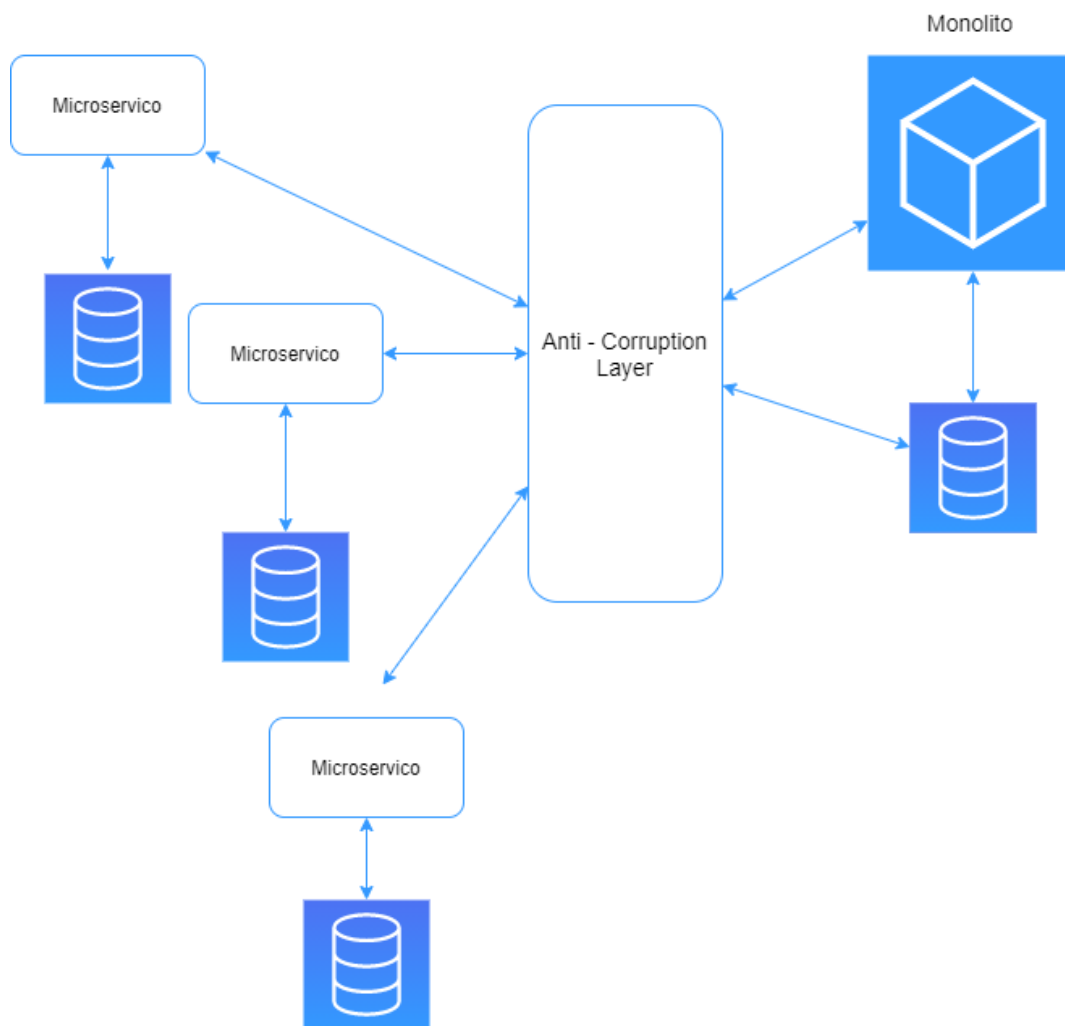 Monolito
Microservico
Microservico
Anti - Corruption
Layer
Microservico